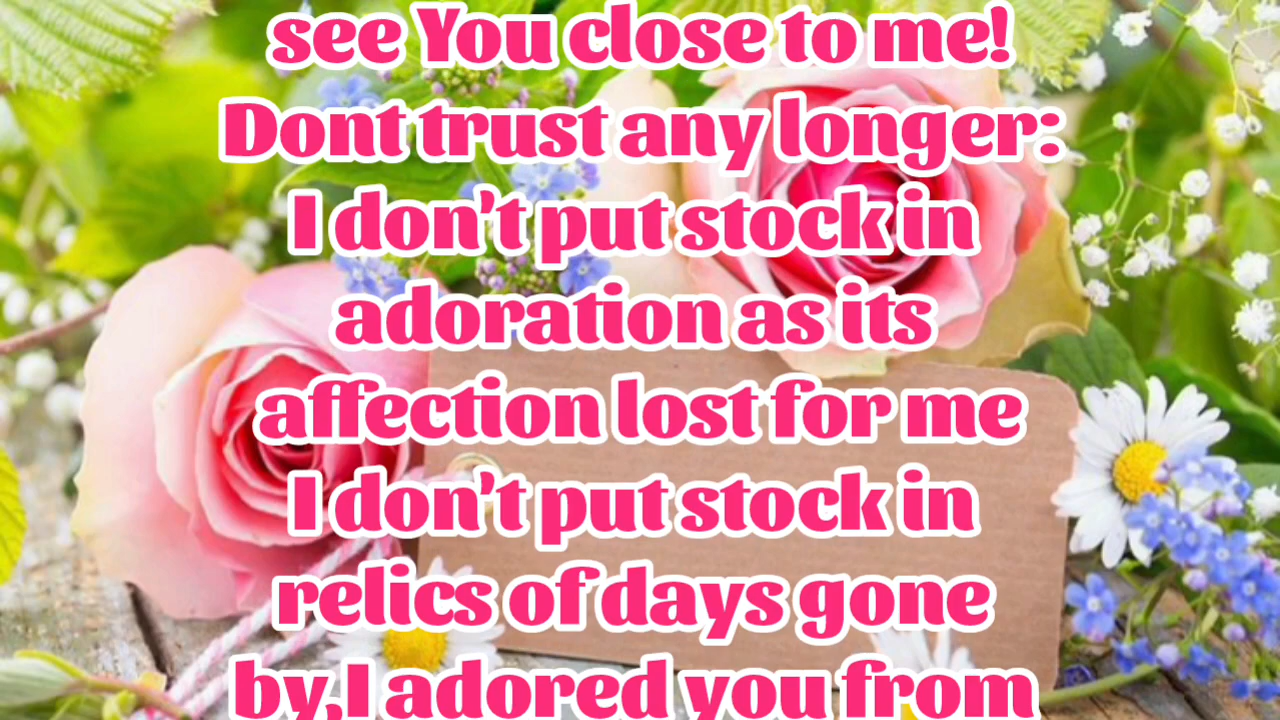 see You close to me!
Dont trust any longer:
I don't put stock in
adoration as its
affection lost for me
I don't put stock in
relics of days gone
by,I adored you from